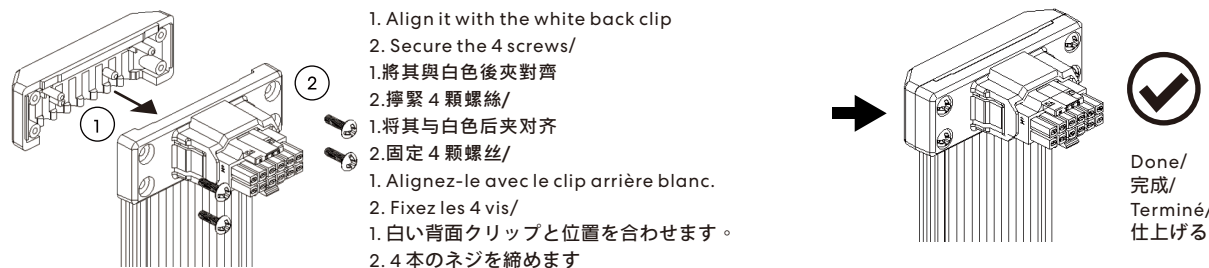 1
2
1. Align it with the white back clip
2. Secure the 4 screws/
1.將其與白色後夾對齊
2.擰緊 4 顆螺絲/
1.将其与白色后夹对齐
2.固定 4 颗螺丝/
1. Alignez-le avec le clip arrière blanc.
2. Fixez les 4 vis/
1. 白い背面クリップと位置を合わせます。
2. 4 本のネジを締めます
Done/
完成/
Terminé/
仕上げる